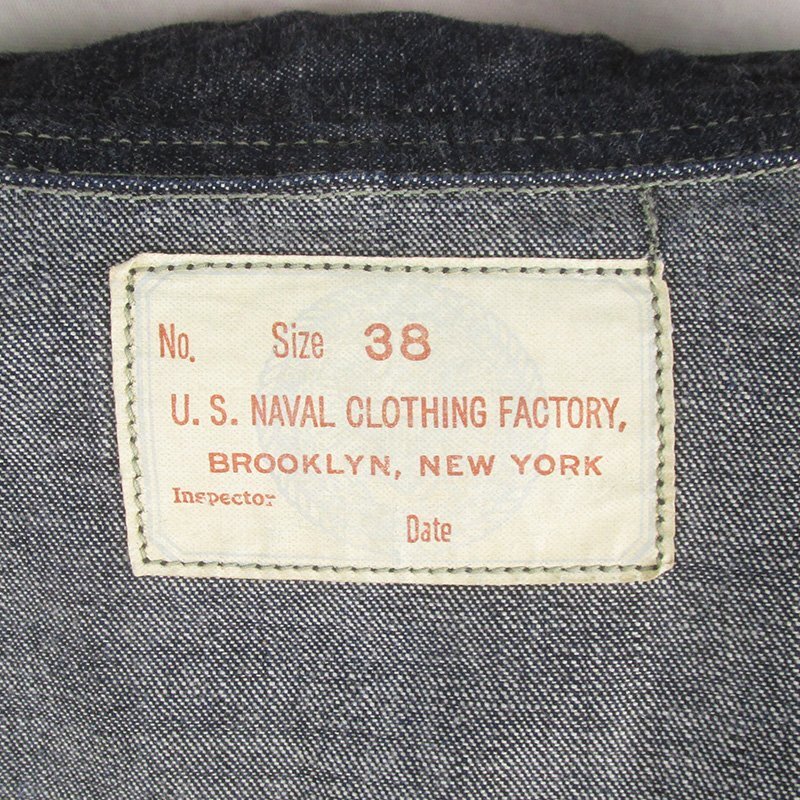 No. Size 38
U. S. NAVAL CLOTHING FACTORY,
BROOKLYN, NEW YORK
Inspector
Date